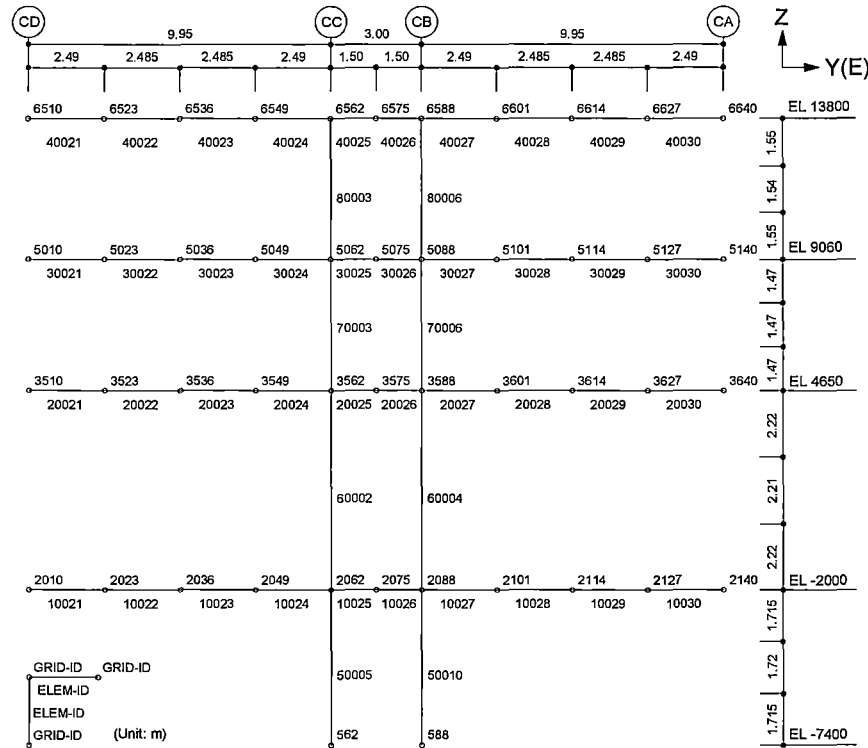 CD CC CB CA
9.95 3.00 9.95
2.49 2.485 2.485 2.49 1.50 1.50 2.49 2.485 2.485 2.49
Z
Y(E)
6510 6523 6536 6549 6562 6575 6588 6601 6614 6627 6640 EL 13800
40021 40022 40023 40024 40025 40026 40027 40028 40029 40030
1.55
80003 80006
1.54
1.55
5010 5023 5036 5049 5062 5075 5088 5101 5114 5127 5140 EL 9060
30021 30022 30023 30024 30025 30026 30027 30028 30029 30030
1.47
70003 70006
1.47
1.47
3510 3523 3536 3549 3562 3575 3588 3601 3614 3627 3640 EL 4650
20021 20022 20023 20024 20025 20026 20027 20028 20029 20030
2.22
60002 60004
2.21
2.22
2010 2023 2036 2049 2062 2075 2088 2101 2114 2127 2140 EL -2000
10021 10022 10023 10024 10025 10026 10027 10028 10029 10030
1.715
GRID-ID GRID-ID
50005 50010
1.72
ELEM-ID
ELEM-ID
1.715
GRID-ID (Unit: m)
562 588 EL -7400